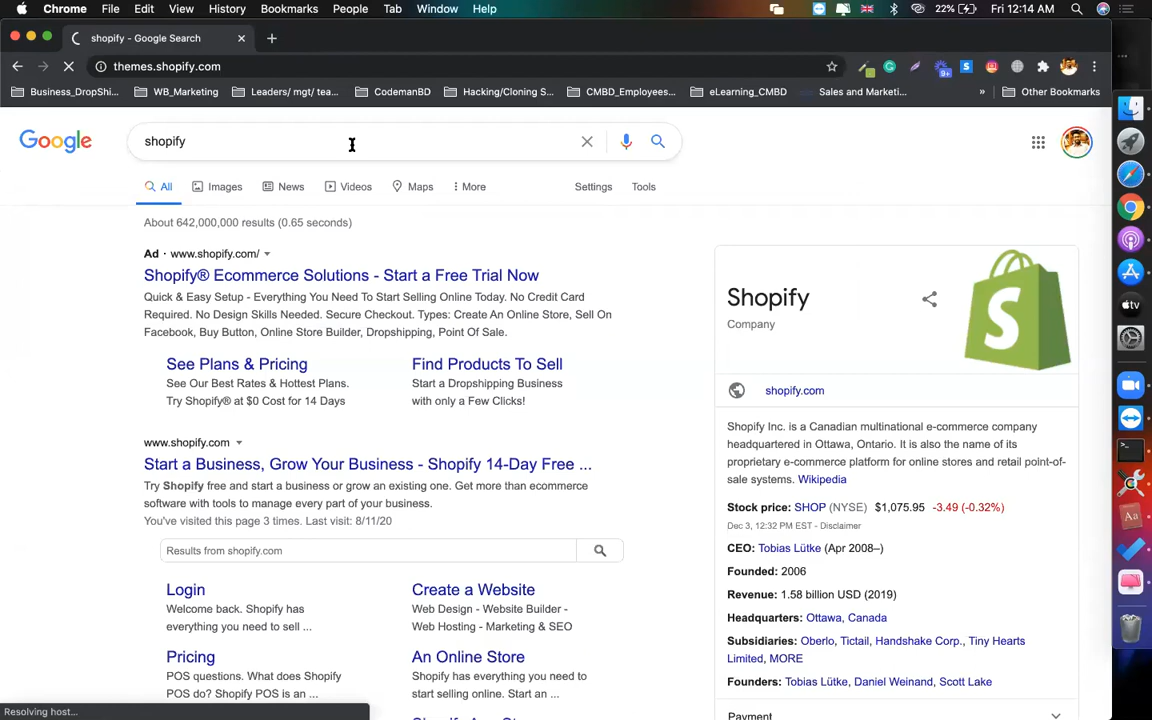 Chrome File Edit View History Bookmarks People Tab Window Help 22% Fri 12:14 AM
shopify - Google Search
themes.shopify.com
9+
Business_DropShi... WB_Marketing Leaders/ mgt/ tea... CodemanBD Hacking/Cloning S... CMBD_Employees... eLearning_CMBD Sales and Marketi... » Other Bookmarks
Google shopify
All Images News Videos Maps More Settings Tools
About 642,000,000 results (0.65 seconds)
Ad · www.shopify.com/
Shopify® Ecommerce Solutions - Start a Free Trial Now
Quick & Easy Setup - Everything You Need To Start Selling Online Today. No Credit Card
Required. No Design Skills Needed. Secure Checkout. Types: Create An Online Store, Sell On
Facebook, Buy Button, Online Store Builder, Dropshipping, Point Of Sale.
See Plans & Pricing
See Our Best Rates & Hottest Plans.
Try Shopify® at $0 Cost for 14 Days
Find Products To Sell
Start a Dropshipping Business
with only a Few Clicks!
www.shopify.com
Start a Business, Grow Your Business - Shopify 14-Day Free ...
Try Shopify free and start a business or grow an existing one. Get more than ecommerce
software with tools to manage every part of your business.
You've visited this page 3 times. Last visit: 8/11/20
Results from shopify.com
Login
Welcome back. Shopify has
everything you need to sell ...
Create a Website
Web Design - Website Builder -
Web Hosting - Marketing & SEO
Pricing
POS questions. What does Shopify
POS do? Shopify POS is an ...
An Online Store
Shopify has everything you need to
start selling online. Start an ...
Shopify
Company
shopify.com
Shopify Inc. is a Canadian multinational e-commerce company
headquartered in Ottawa, Ontario. It is also the name of its
proprietary e-commerce platform for online stores and retail point-of-
sale systems. Wikipedia
Stock price: SHOP (NYSE) $1,075.95 -3.49 (-0.32%)
Dec 3, 12:32 PM EST - Disclaimer
CEO: Tobias Lütke (Apr 2008–)
Founded: 2006
Revenue: 1.58 billion USD (2019)
Headquarters: Ottawa, Canada
Subsidiaries: Oberlo, Tictail, Handshake Corp., Tiny Hearts
Limited, MORE
Founders: Tobias Lütke, Daniel Weinand, Scott Lake
Payment
Resolving host...
tv
Aa